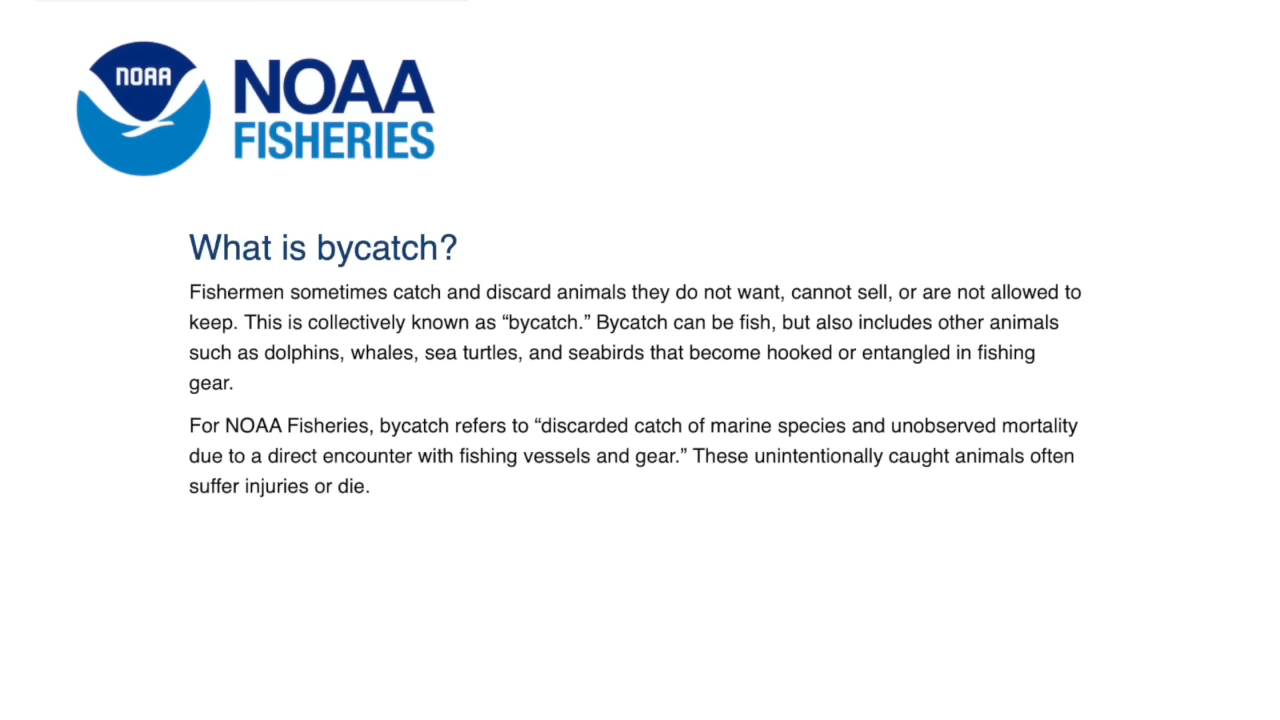 NOAA
NOAA
FISHERIES
What is bycatch?
Fishermen sometimes catch and discard animals they do not want, cannot sell, or are not allowed to
keep. This is collectively known as “bycatch.” Bycatch can be fish, but also includes other animals
such as dolphins, whales, sea turtles, and seabirds that become hooked or entangled in fishing
gear.
For NOAA Fisheries, bycatch refers to “discarded catch of marine species and unobserved mortality
due to a direct encounter with fishing vessels and gear.” These unintentionally caught animals often
suffer injuries or die.